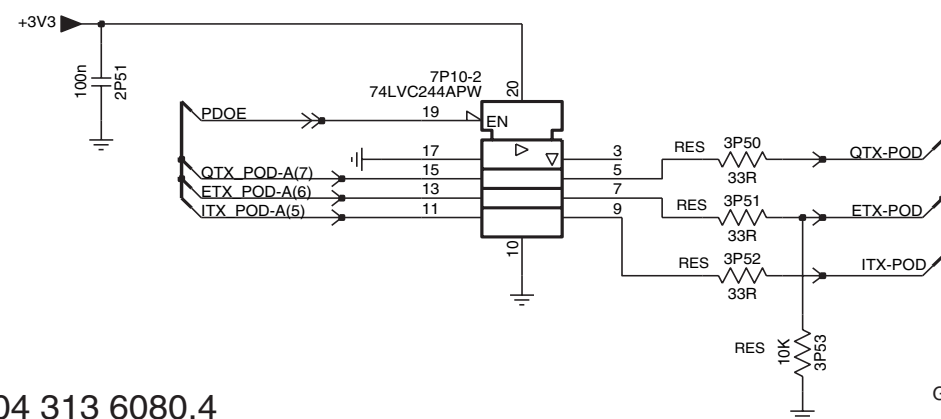 +3V3
100n
2P51
7P10-2
74LVC244APW
20
PDOE
19
EN
17
3
RES
3P50
33R
QTX-POD
QTX_POD-A(7)
15
5
ETX_POD-A(6)
13
7
RES
3P51
33R
ETX-POD
ITX_POD-A(5)
11
9
10
RES
3P52
33R
ITX-POD
RES
10K
3P53
04 313 6080.4